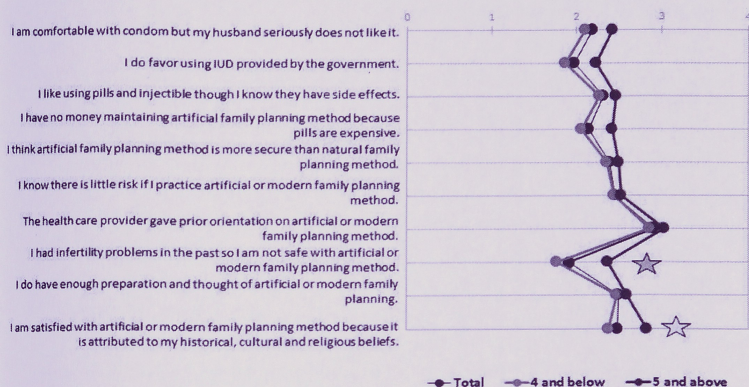 0 1 2 3 4
I am comfortable with condom but my husband seriously does not like it.
I do favor using IUD provided by the government.
I like using pills and injectible though I know they have side effects.
I have no money maintaining artificial family planning method because
pills are expensive.
I think artificial family planning method is more secure than natural family
planning method.
I know there is little risk if I practice artificial or modern family planning
method.
The health care provider gave prior orientation on artificial or modern
family planning method.
I had infertility problems in the past so I am not safe with artificial or
modern family planning method.
I do have enough preparation and thought of artificial or modern family
planning.
I am satisfied with artificial or modern family planning method because it
is attributed to my historical, cultural and religious beliefs.
Total 4 and below 5 and above